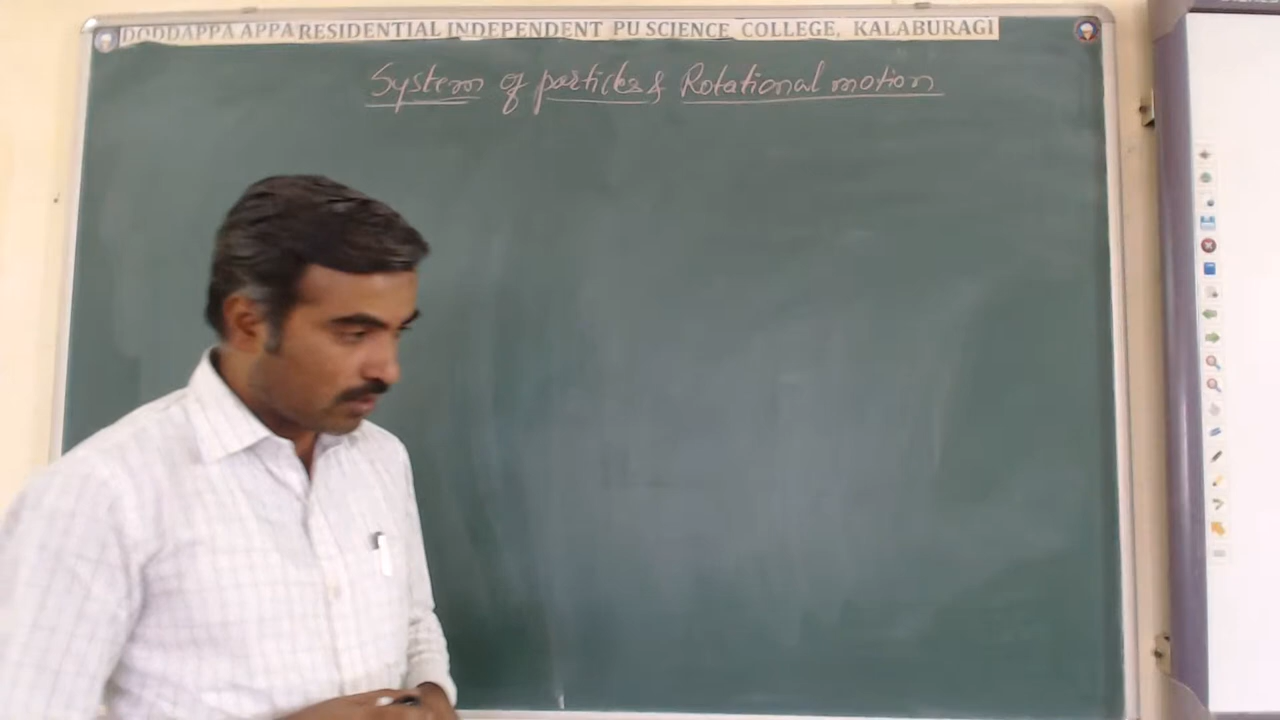 DODDAPPA APPA RESIDENTIAL INDEPENDENT PU SCIENCE COLLEGE, KALABURAGI
System of particles & Rotational motion